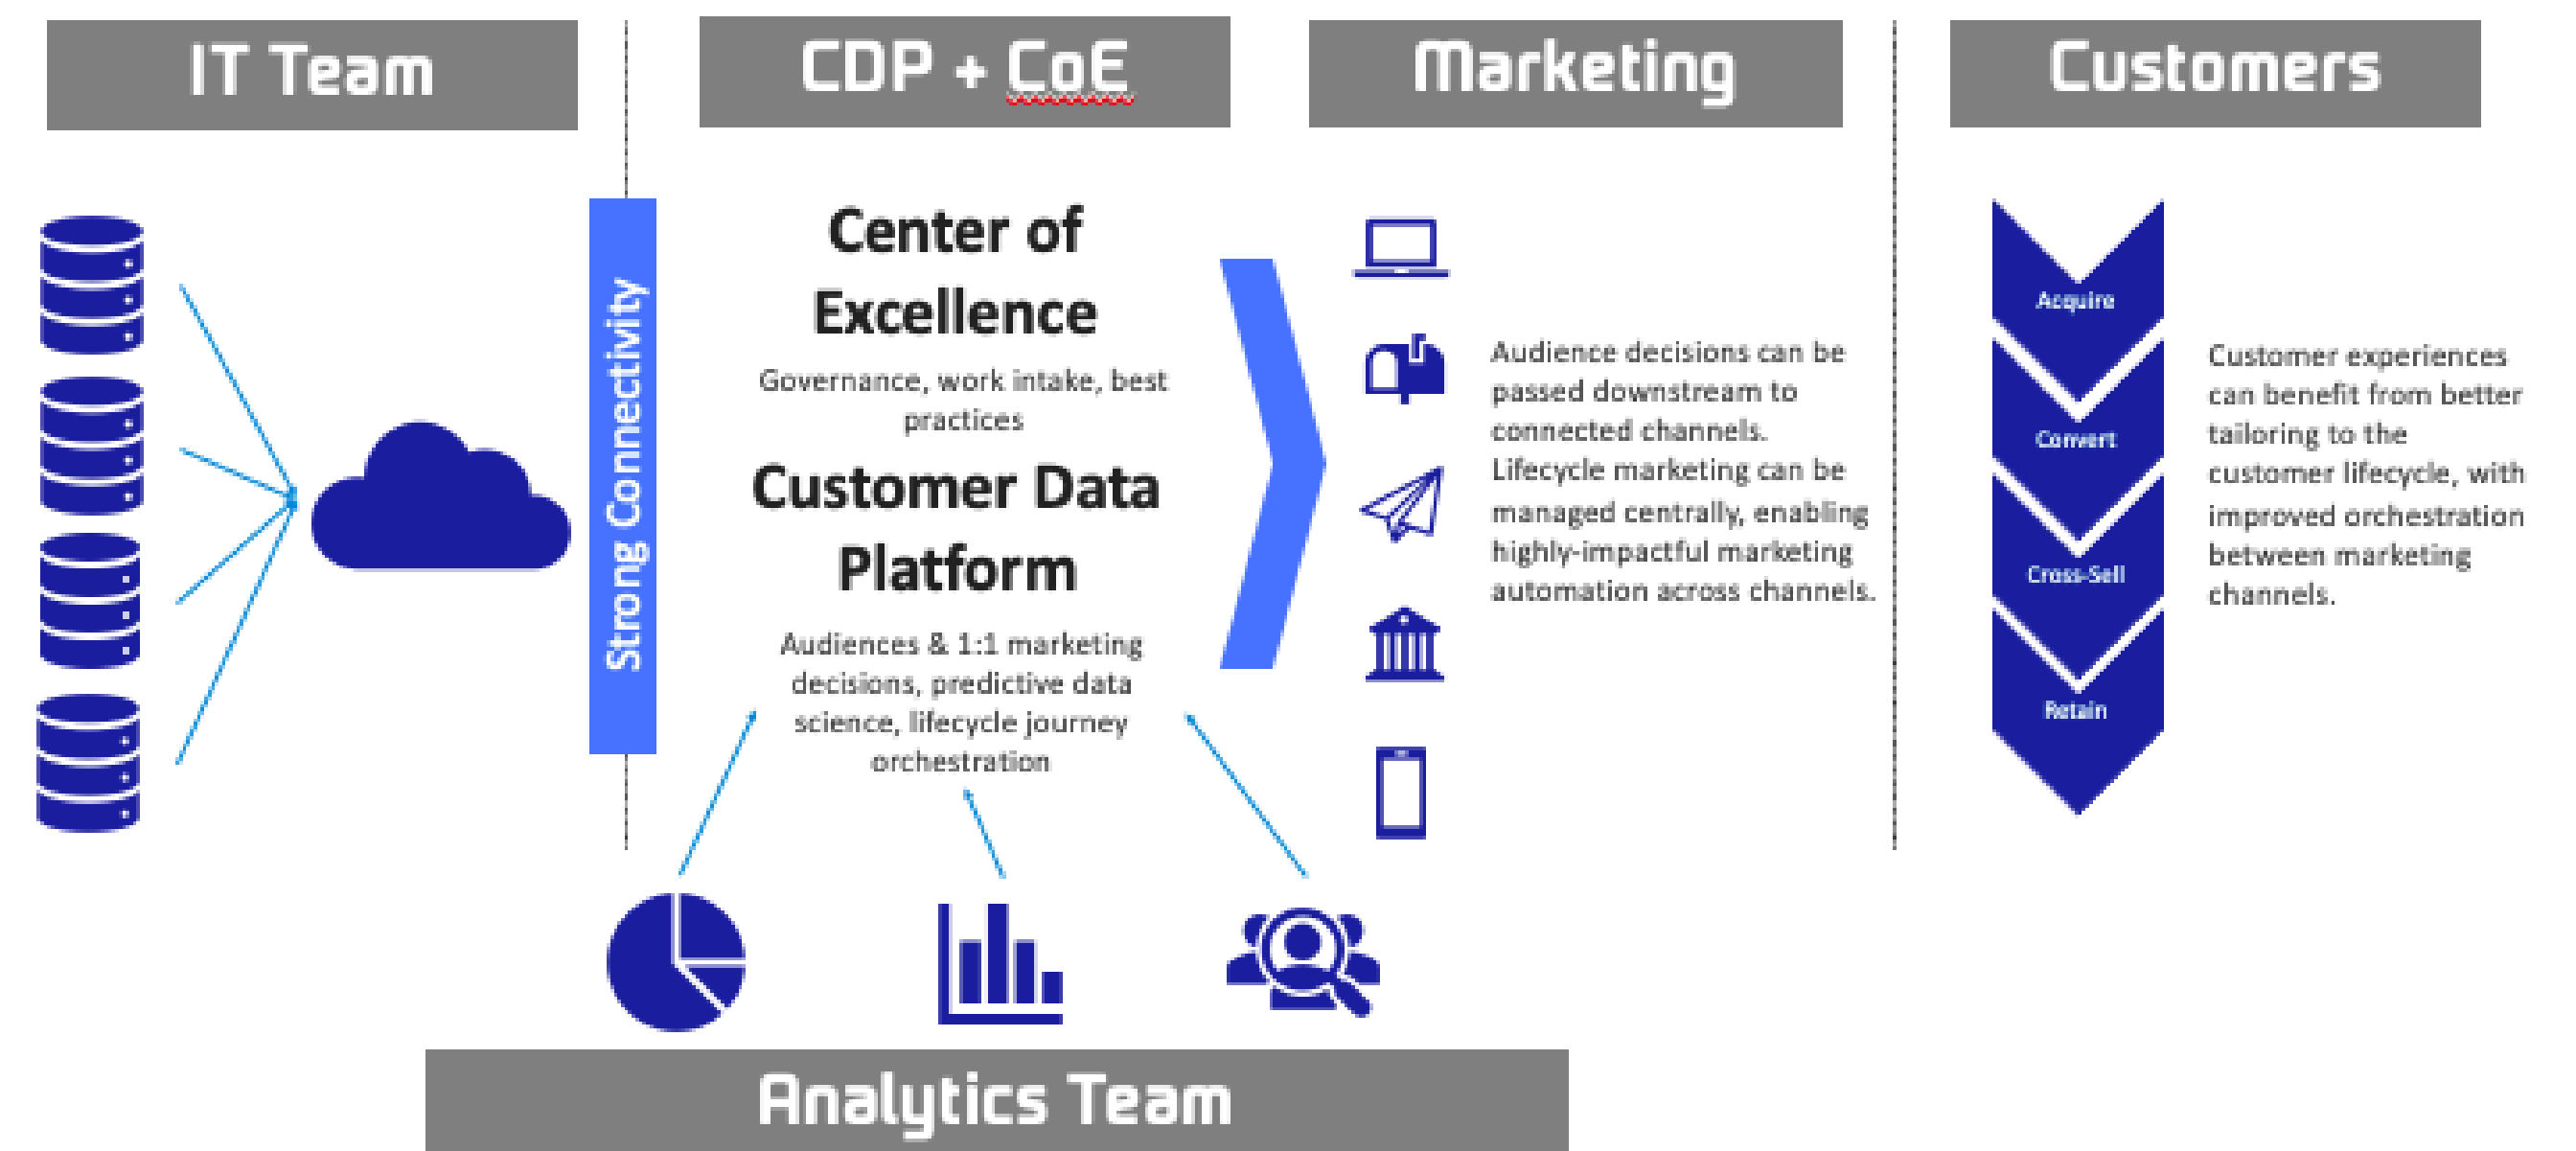 IT Team
CDP + CoE
Marketing
Customers
Strong Connectivity
Center of
Excellence
Governance, work intake, best
practices
Customer Data
Platform
Audiences & 1:1 marketing
decisions, predictive data
science, lifecycle journey
orchestration
Audience decisions can be
passed downstream to
connected channels.
Lifecycle marketing can be
managed centrally, enabling
highly-impactful marketing
automation across channels.
Acquire
Convert
Cross-Sell
Retain
Customer experiences
can benefit from better
tailoring to the
customer lifecycle, with
improved orchestration
between marketing
channels.
Analytics Team